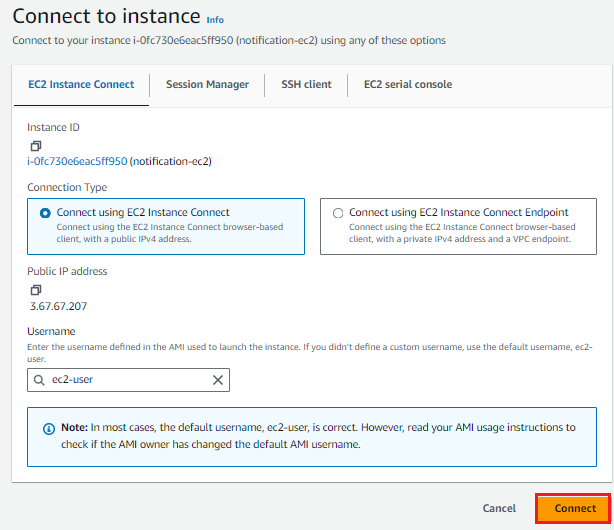 Connect to instance Info
Connect to your instance i-0fc730e6eac5ff950 (notification-ec2) using any of these options
EC2 Instance Connect Session Manager SSH client EC2 serial console
Instance ID
i-0fc730e6eac5ff950 (notification-ec2)
Connection Type
Connect using EC2 Instance Connect
Connect using the EC2 Instance Connect browser-based
client, with a public IPv4 address.
Connect using EC2 Instance Connect Endpoint
Connect using the EC2 Instance Connect browser-based
client, with a private IPv4 address and a VPC endpoint.
Public IP address
3.67.67.207
Username
Enter the username defined in the AMI used to launch the instance. If you didn't define a custom username, use the default username, ec2-
user.
ec2-user
Note: In most cases, the default username, ec2-user, is correct. However, read your AMI usage instructions to
check if the AMI owner has changed the default AMI username.
Cancel Connect